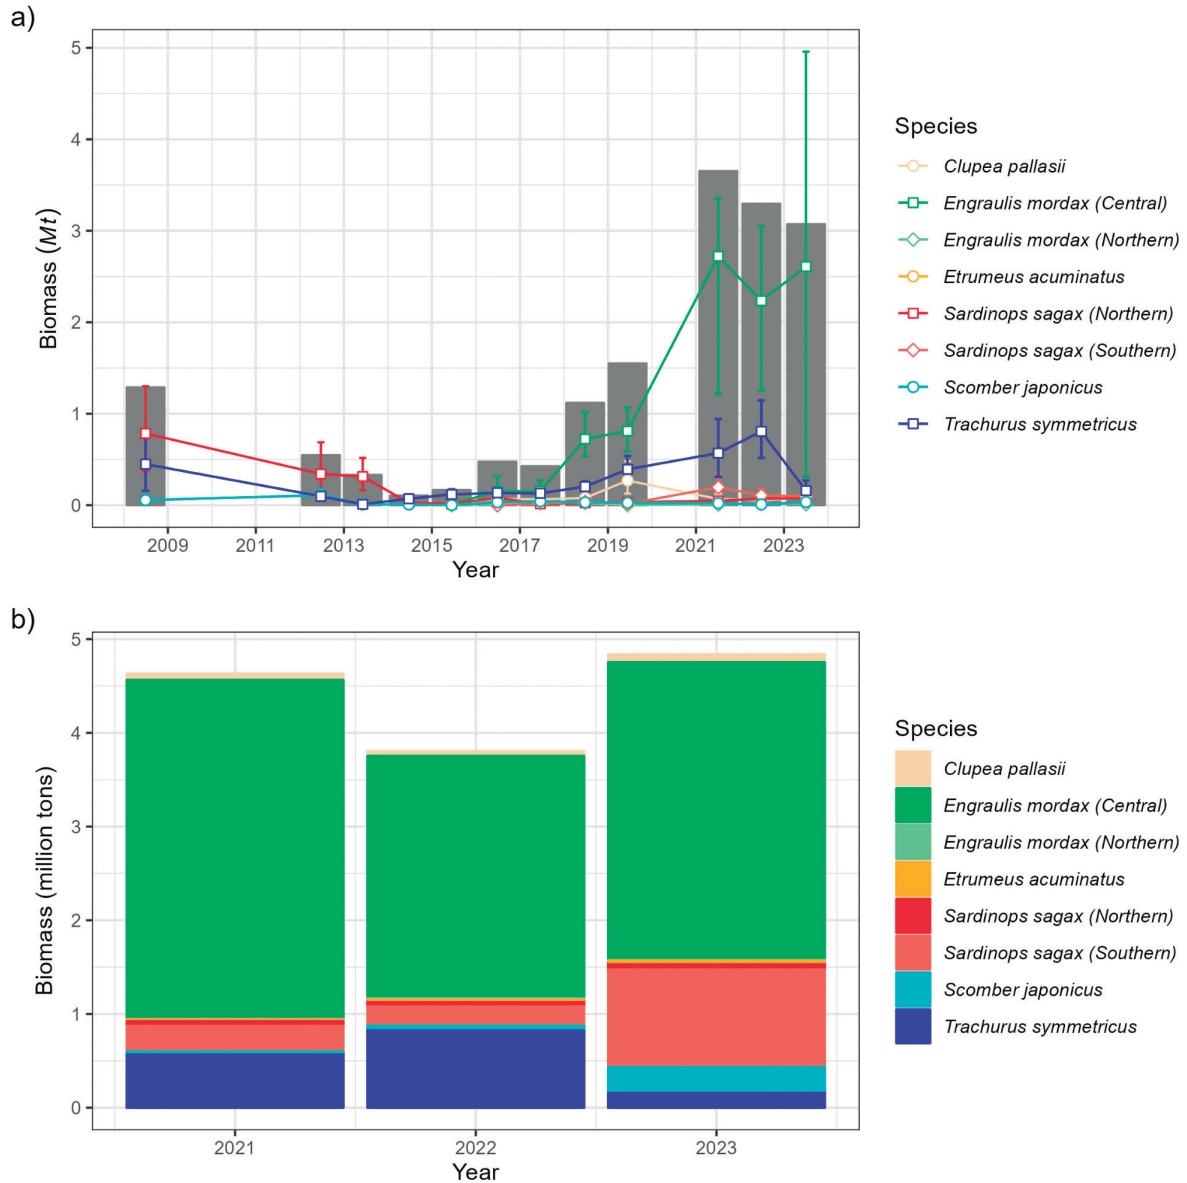 a)
5
4
3
2
1
0
Biomass (Mt)
2009 2011 2013 2015 2017 2019 2021 2023
Year
Species
Clupea pallasii
Engraulis mordax (Central)
Engraulis mordax (Northern)
Etrumeus acuminatus
Sardinops sagax (Northern)
Sardinops sagax (Southern)
Scomber japonicus
Trachurus symmetricus
b)
5
4
3
2
1
0
Biomass (million tons)
2021 2022 2023
Year
Species
Clupea pallasii
Engraulis mordax (Central)
Engraulis mordax (Northern)
Etrumeus acuminatus
Sardinops sagax (Northern)
Sardinops sagax (Southern)
Scomber japonicus
Trachurus symmetricus